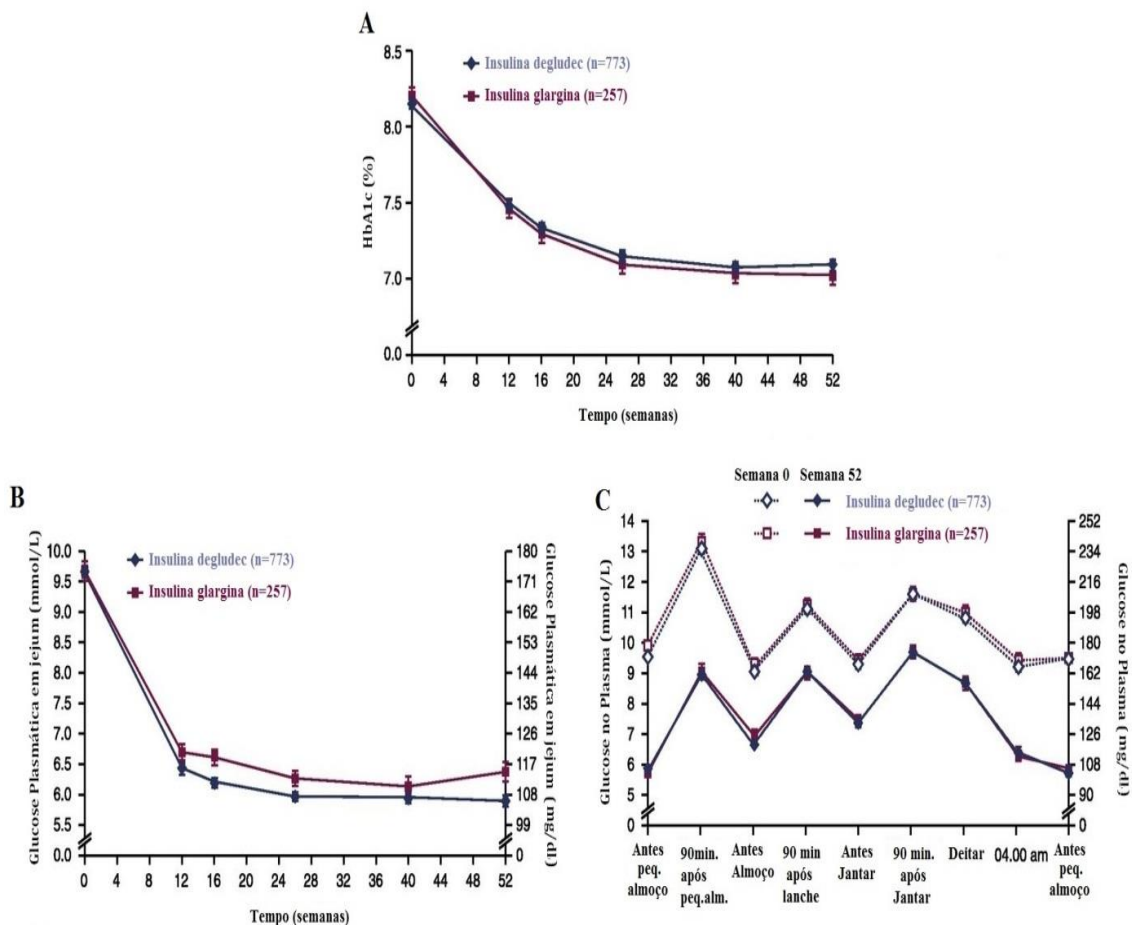 A
8.5
8.0
7.5
7.0
0.0
HbA1c (%)
Insulina degludec (n=773)
Insulina glargina (n=257)
0 4 8 12 16 20 24 28 32 36 40 44 48 52
Tempo (semanas)
B
10.0
9.5
9.0
8.5
8.0
7.5
7.0
6.5
6.0
5.5
0.0
Glucose Plasmática em jejum (mmol/L)
Insulina degludec (n=773)
Insulina glargina (n=257)
180
171
162
153
144
135
126
117
108
99
0
Glucose Plasmática em jejum ( mg/dL)
0 4 8 12 16 20 24 28 32 36 40 44 48 52
Tempo (semanas)
C
Semana 0 Semana 52
Insulina degludec (n=773)
Insulina glargina (n=257)
14
13
12
11
10
9
8
7
6
5
0
Glucose no Plasma (mmol/L)
252
234
216
198
180
162
144
126
108
90
0
Glucose no Plasma ( mg/dL)
Antes
peq.
almoço
90min.
após
peq.alm.
Antes
Almoço
90 min
após
lanche
Antes
Jantar
90 min.
após
Jantar
Deitar
04.00 am
Antes
peq.
almoço